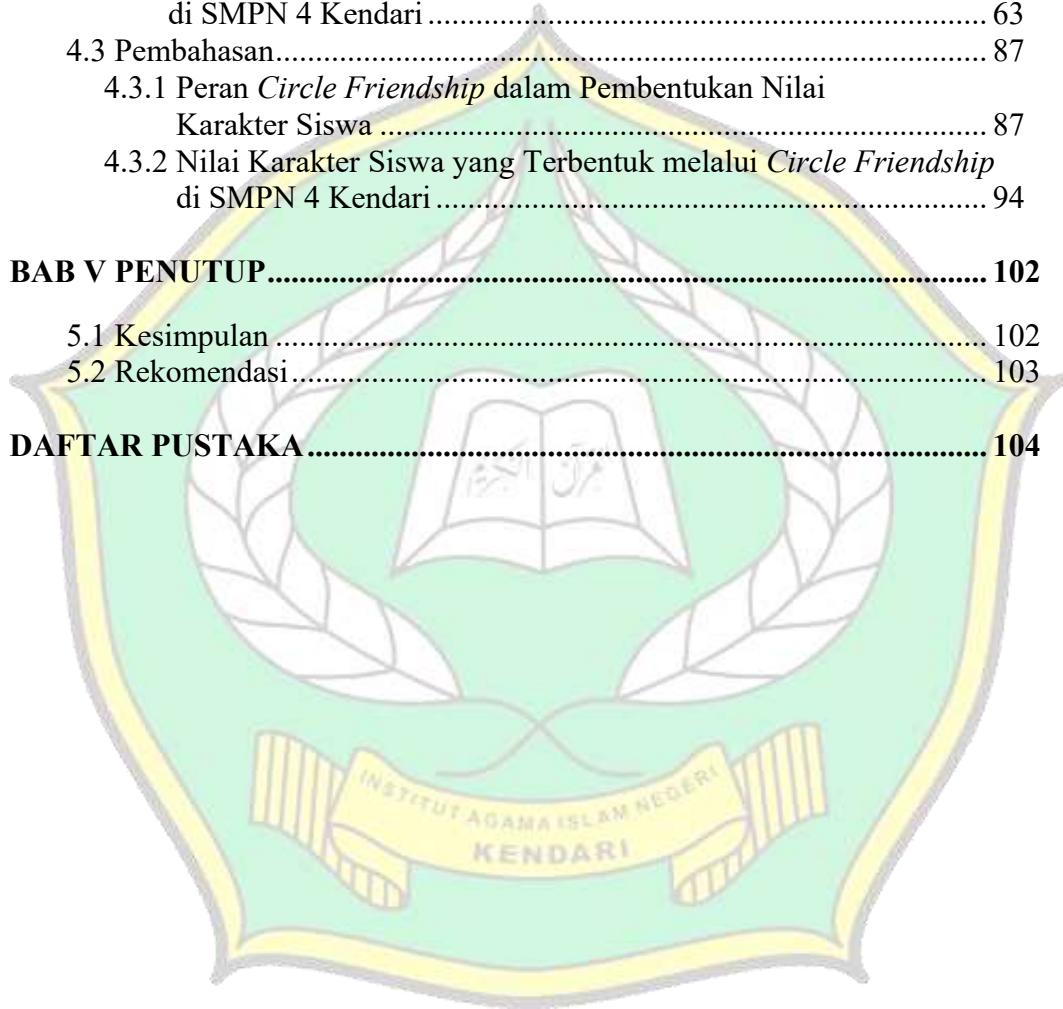 di SMPN 4 Kendari ........................................................................ 63
4.3 Pembahasan.............................................................................................. 87
4.3.1 Peran Circle Friendship dalam Pembentukan Nilai
Karakter Siswa .............................................................................. 87
4.3.2 Nilai Karakter Siswa yang Terbentuk melalui Circle Friendship
di SMPN 4 Kendari ....................................................................... 94
BAB V PENUTUP............................................................................................ 102
5.1 Kesimpulan ............................................................................................ 102
5.2 Rekomendasi.......................................................................................... 103
DAFTAR PUSTAKA ....................................................................................... 104
القرآن الكريم
INSTITUT AGAMA ISLAM NEGERI
KENDARI